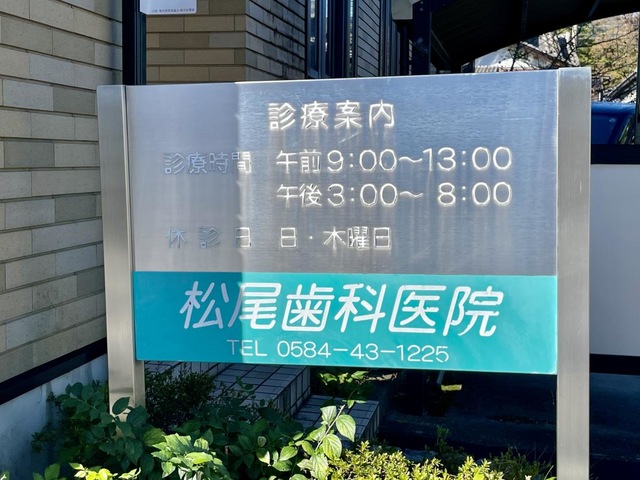 診療案内
診療時間 午前9:00〜13:00
午後3:00〜 8:00
休診日 日・木曜日
松尾歯科医院
TEL 0584-43-1225